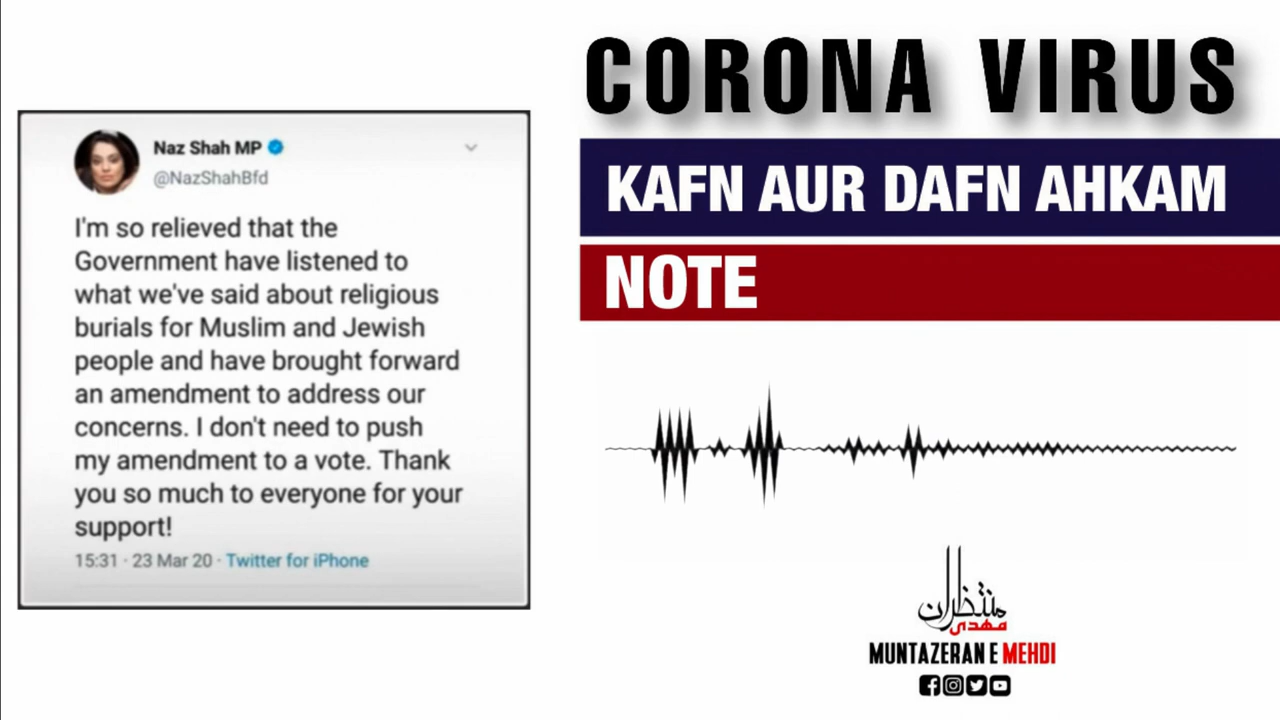 Naz Shah MP
@NazShahBfd
I'm so relieved that the
Government have listened to
what we've said about religious
burials for Muslim and Jewish
people and have brought forward
an amendment to address our
concerns. I don't need to push
my amendment to a vote. Thank
you so much to everyone for your
support!
15:31 · 23 Mar 20 · Twitter for iPhone
CORONA VIRUS
KAFN AUR DAFN AHKAM
NOTE
منتظران
مهدی
MUNTAZERAN E MEHDI